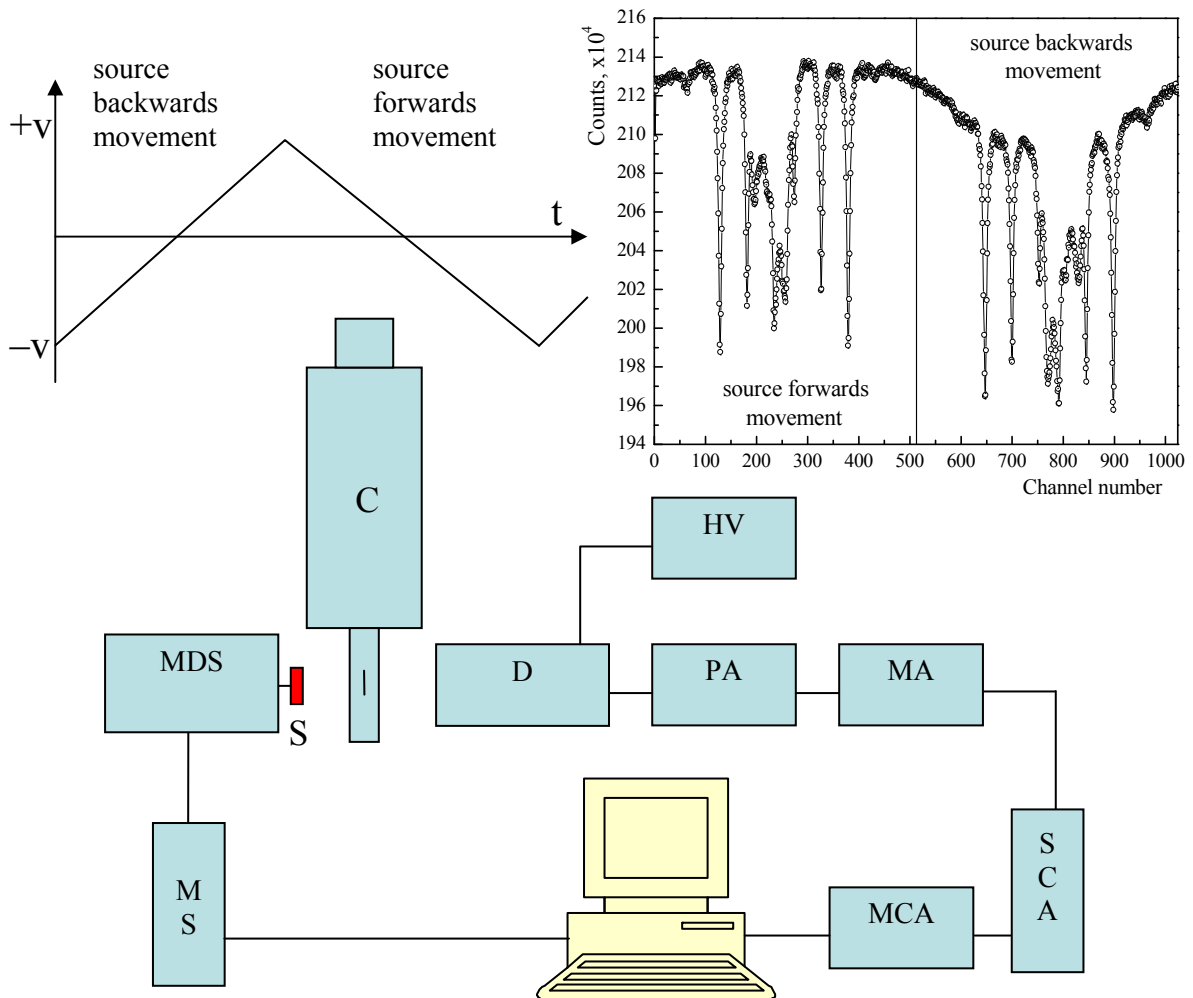 source
backwards
movement
source
forwards
movement
+v
t
–v
216
214
212
210
208
206
204
202
200
198
196
194
Counts, x10⁴
source backwards
movement
source forwards
movement
0 100 200 300 400 500 600 700 800 900 1000
Channel number
C
HV
MDS
S
D
PA
MA
M
S
MCA
S
C
A